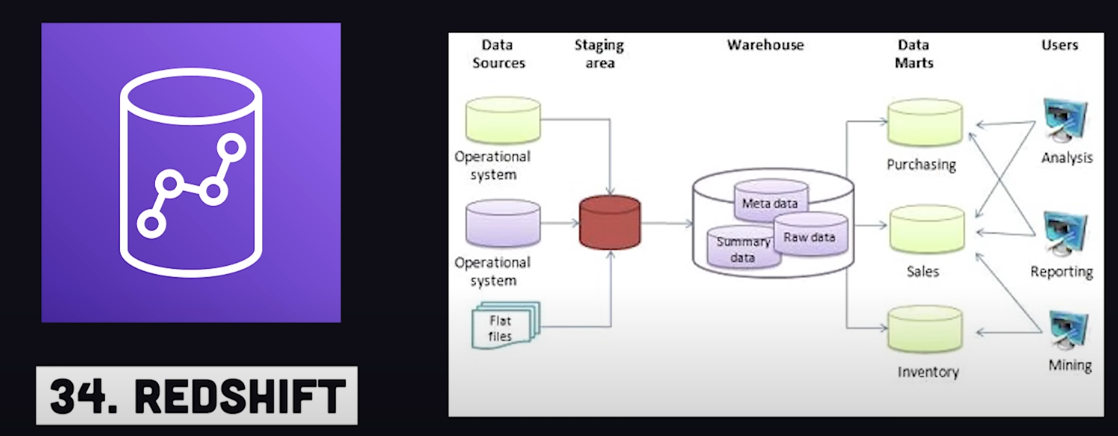 34. REDSHIFT
Data
Sources
Staging
area
Warehouse
Data
Marts
Users
Operational
system
Operational
system
Flat
files
Meta data
Summary
data
Raw data
Purchasing
Sales
Inventory
Analysis
Reporting
Mining